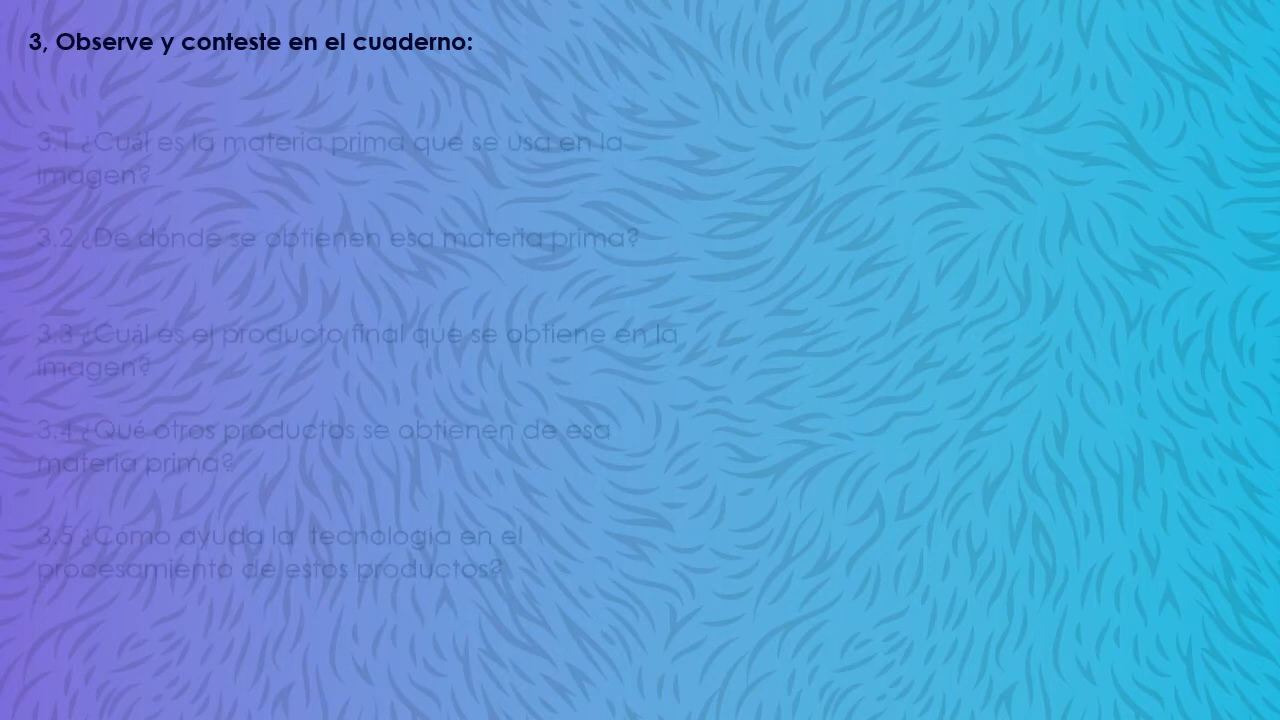 3, Observe y conteste en el cuaderno:
3.1 ¿Cuál es la materia prima que se usa en la
imagen?
3.2 ¿De dónde se obtienen esa materia prima?
3.3 ¿Cuál es el producto final que se obtiene en la
imagen?
3.4 ¿Qué otros productos se obtienen de esa
materia prima?
3.5 ¿Cómo ayuda la  tecnología en el
procesamiento de estos productos?